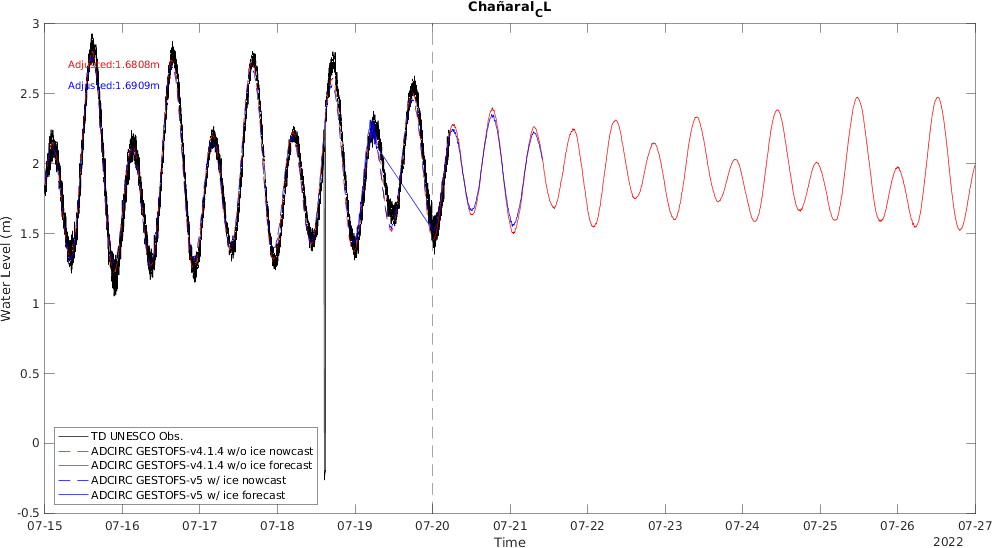 Chañaral_CL
3
2.5
2
1.5
1
0.5
0
-0.5
Water Level (m)
Adjusted:1.6808m
Adjusted:1.6909m
TD UNESCO Obs.
ADCIRC GESTOFS-v4.1.4 w/o ice nowcast
ADCIRC GESTOFS-v4.1.4 w/o ice forecast
ADCIRC GESTOFS-v5 w/ ice nowcast
ADCIRC GESTOFS-v5 w/ ice forecast
07-15 07-16 07-17 07-18 07-19 07-20 07-21 07-22 07-23 07-24 07-25 07-26 07-27
Time
2022